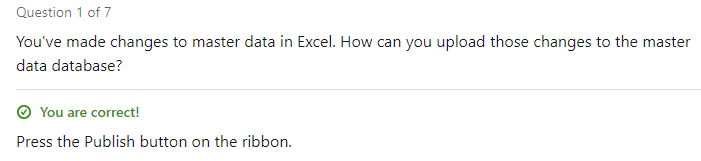 Question 1 of 7
You've made changes to master data in Excel. How can you upload those changes to the master
data database?
You are correct!
Press the Publish button on the ribbon.